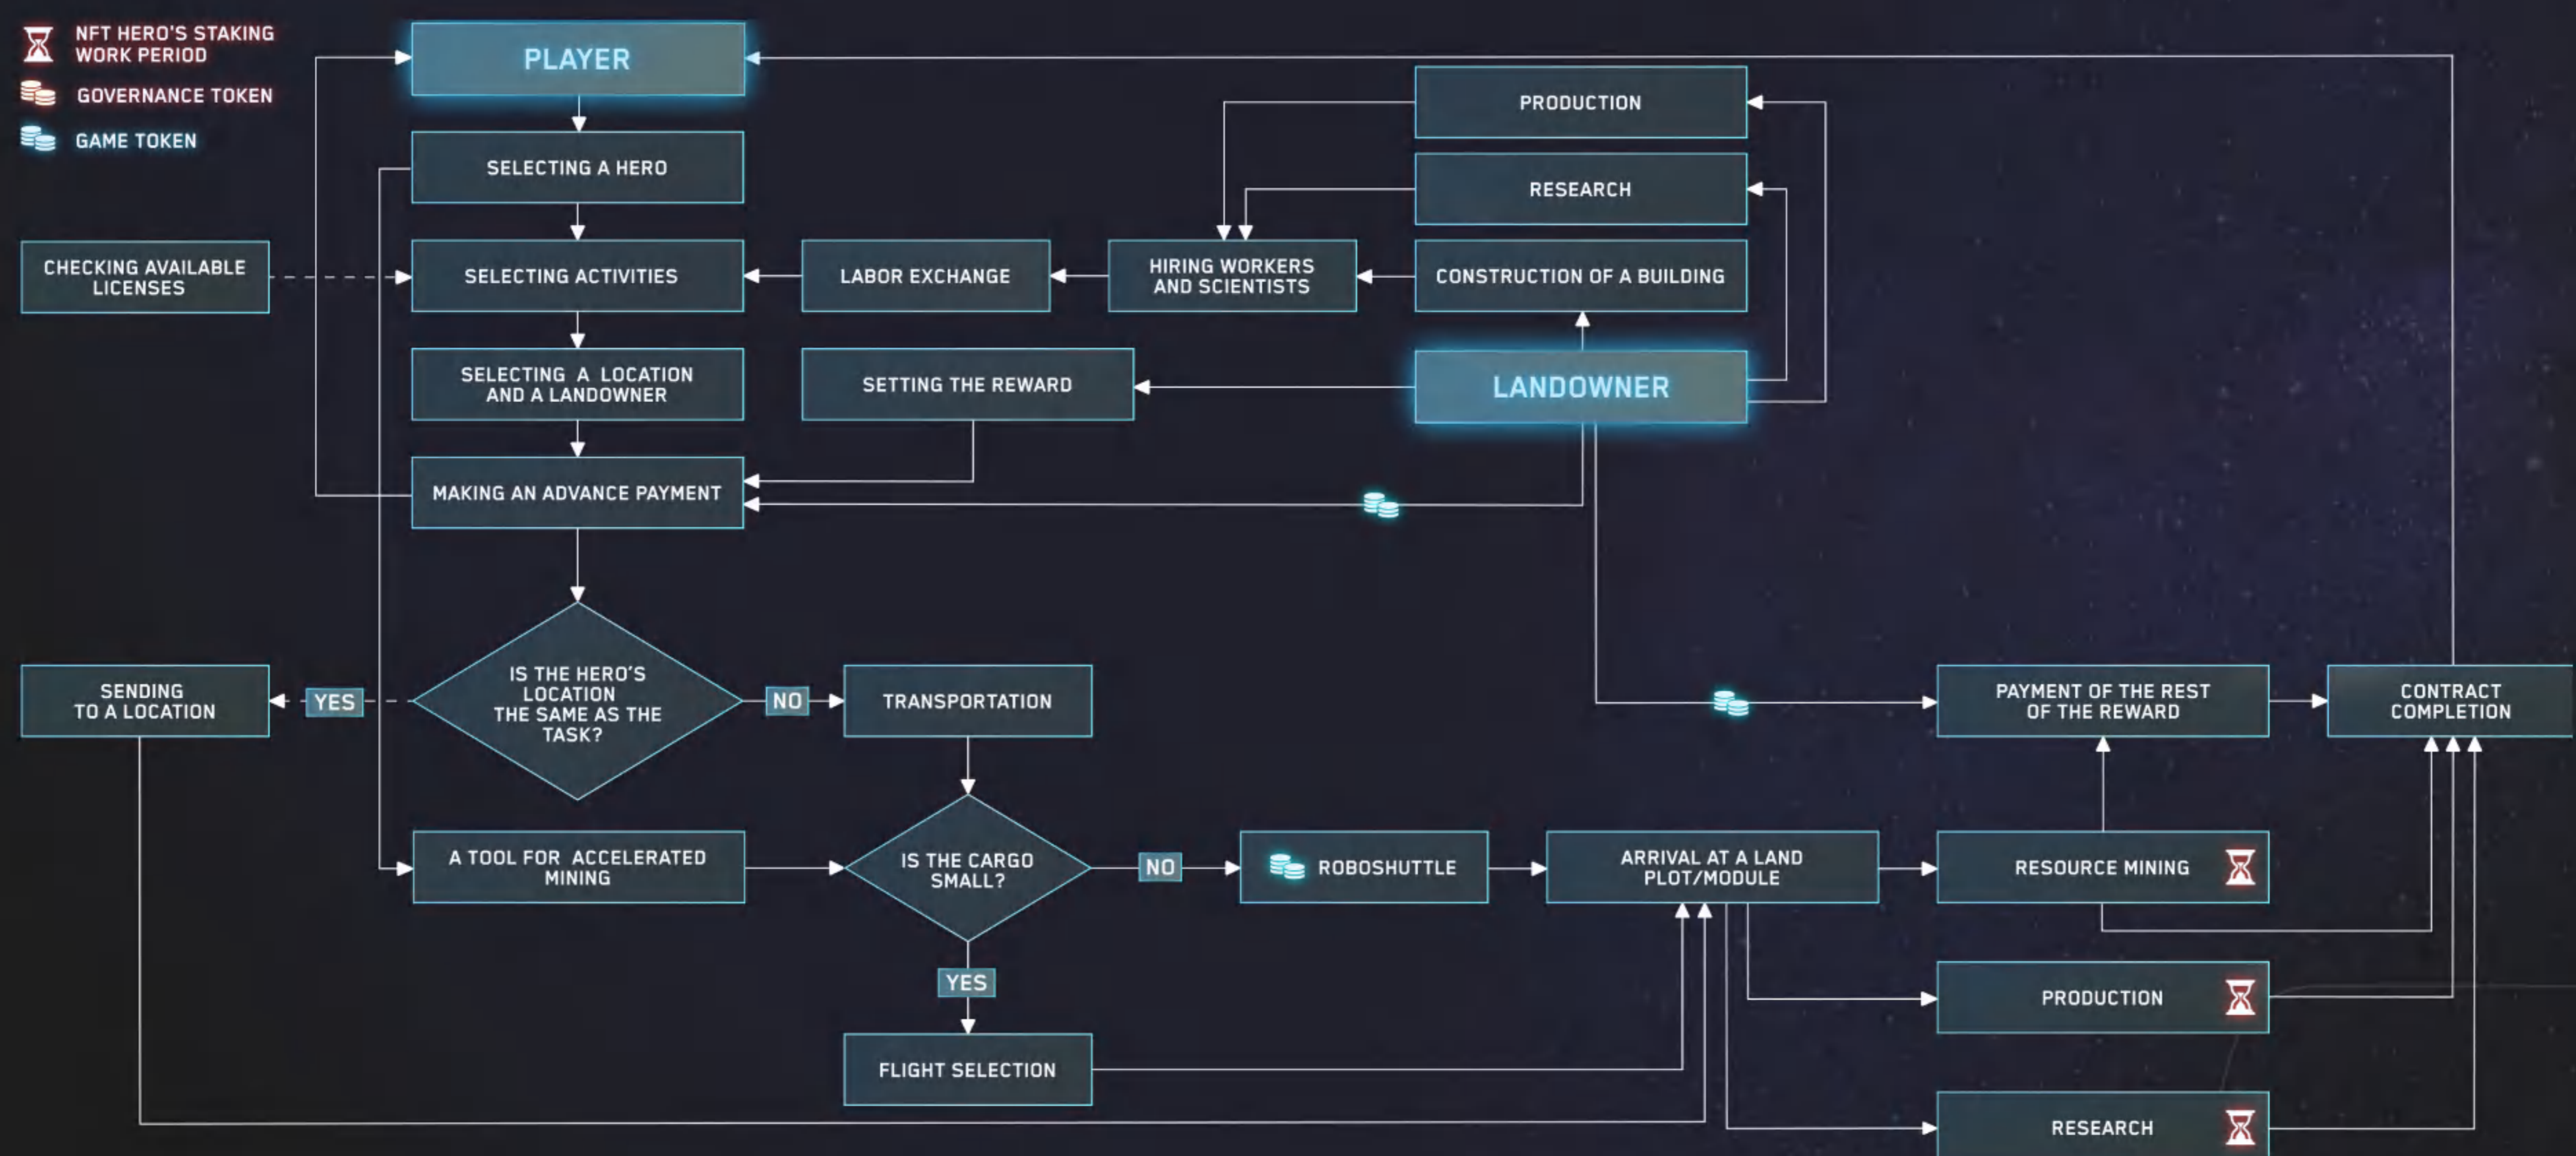 NFT HERO'S STAKING
WORK PERIOD
GOVERNANCE TOKEN
GAME TOKEN
PLAYER
SELECTING A HERO
CHECKING AVAILABLE
LICENSES
SELECTING ACTIVITIES
LABOR EXCHANGE
HIRING WORKERS
AND SCIENTISTS
PRODUCTION
RESEARCH
CONSTRUCTION OF A BUILDING
SELECTING A LOCATION
AND A LANDOWNER
SETTING THE REWARD
LANDOWNER
MAKING AN ADVANCE PAYMENT
SENDING
TO A LOCATION
YES
IS THE HERO'S
LOCATION
THE SAME AS THE
TASK?
NO
TRANSPORTATION
PAYMENT OF THE REST
OF THE REWARD
CONTRACT
COMPLETION
A TOOL FOR ACCELERATED
MINING
IS THE CARGO
SMALL?
NO
ROBOSHUTTLE
ARRIVAL AT A LAND
PLOT/MODULE
RESOURCE MINING
YES
PRODUCTION
FLIGHT SELECTION
RESEARCH